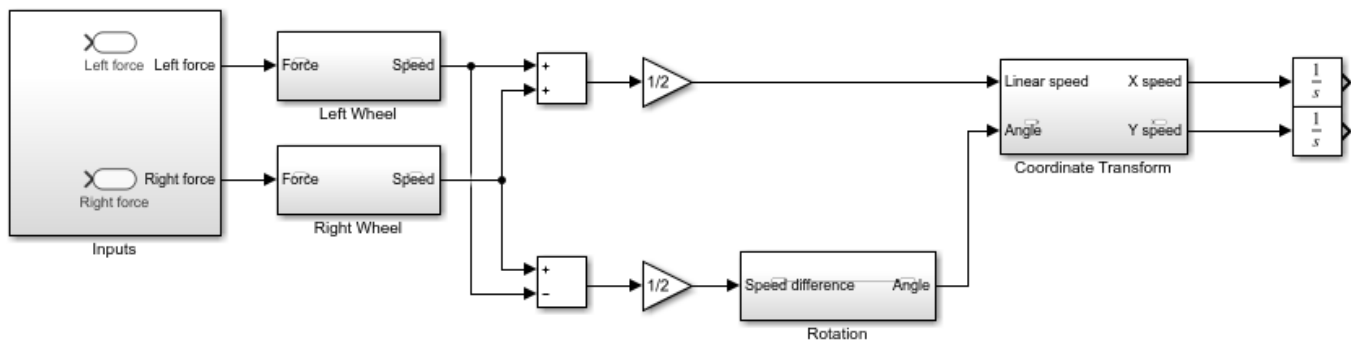 Left force
Left force
Right force
Right force
Inputs
Force
Speed
Left Wheel
Force
Speed
Right Wheel
+
+
1/2
+
−
1/2
Speed difference
Angle
Rotation
Linear speed
X speed
Angle
Y speed
Coordinate Transform
1
s
1
s